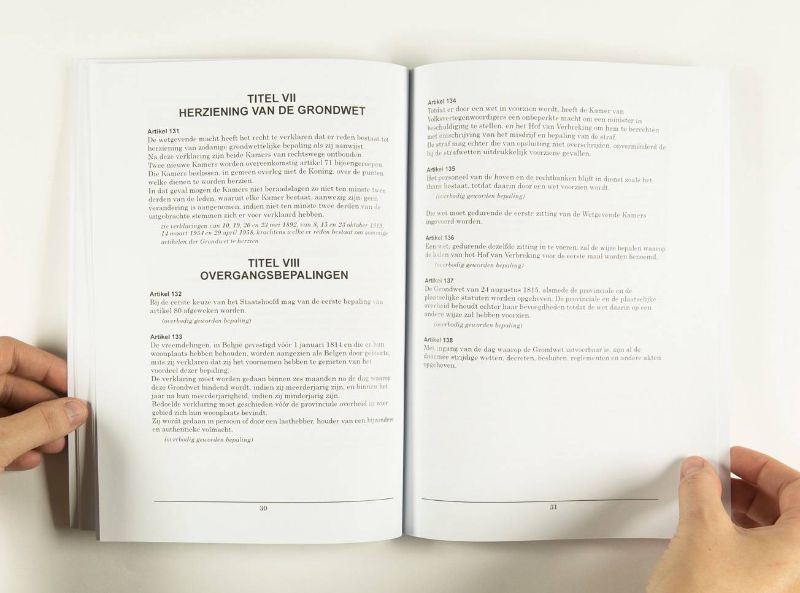 TITEL VII
HERZIENING VAN DE GRONDWET
Artikel 131
De wetgevende macht heeft het recht te verklaren dat er reden bestaat tot
herziening van zodanige grondwettelijke bepaling als zij aanwijst.
Na deze verklaring zijn beide Kamers van rechtswege ontbonden.
Twee nieuwe Kamers worden overeenkomstig artikel 71 bijeengeroepen.
Die Kamers beslissen, in gemeen overleg met de Koning, over de punten
welke dienen te worden herzien.
In dat geval mogen de Kamers niet beraadslagen zo niet ten minste twee
derden van de leden, waaruit elke Kamer bestaat, aanwezig zijn; geen
verandering is aangenomen, indien niet ten minste twee derden van de
uitgebrachte stemmen zich er voor verklaard hebben.
zie verklaringen van 10, 19, 26 en 23 mei 1892, van 8, 15 en 23 oktober 1913,
14 maart 1954 en 29 april 1958, krachtens welke er reden bestaat om sommige
artikelen der Grondwet te herzien
TITEL VIII
OVERGANGSBEPALINGEN
Artikel 132
Bij de eerste keuze van het Staatshoofd mag van de eerste bepaling van
artikel 80 afgeweken worden.
(overbodig geworden bepaling)
Artikel 133
De vreemdelingen, in België gevestigd vóór 1 januari 1814 en die er hun
woonplaats hebben behouden, worden aangezien als Belgen door geboorte,
mits zij verklaren dat zij het voornemen hebben te genieten van het
voordeel dezer bepaling.
De verklaring moet worden gedaan binnen zes maanden na de dag waarop
deze Grondwet bindend wordt, indien zij meerderjarig zijn, en binnen het
jaar na hun meerderjarigheid, indien zij minderjarig zijn.
Bedoelde verklaring moet geschieden vóór de provinciale overheid in wier
gebied zich hun woonplaats bevindt.
Zij wordt gedaan in persoon of door een lasthebber, houder van een bijzondere
en authentieke volmacht.
(overbodig geworden bepaling)
30
Artikel 134
Totdat er door een wet in voorzien werd, heeft de Kamer van
Volksvertegenwoordigers een onbeperkte macht om een minister in
beschuldiging te stellen, en het Hof van Verbreking om hem te berechten
met omschrijving van het misdrijf en bepaling van de straf.
De straf mag echter die van opsluiting niet overschrijden, onverminderd de
bij de strafwetten uitdrukkelijk voorziene gevallen.
Artikel 135
Het personeel van de hoven en de rechtbanken blijft in dienst zoals het
thans bestaat, totdat daarin door een wet voorzien wordt.
(overbodig geworden bepaling)
Die wet moet gedurende de eerste zitting van de Wetgevende Kamers
ingevoerd worden.
Artikel 136
Een wet, gedurende dezelfde zitting in te voeren, zal de wijze bepalen waarop
de leden van het Hof van Verbreking voor de eerste maal worden benoemd.
(overbodig geworden bepaling)
Artikel 137
De Grondwet van 24 augustus 1815, alsmede de provinciale en de
plaatselijke statuten worden opgeheven. De provinciale en de plaatselijke
overheid behoudt echter haar bevoegdheden totdat de wet daarin op een
andere wijze zal hebben voorzien.
(overbodig geworden bepaling)
Artikel 138
Met ingang van de dag waarop de Grondwet uitvoerbaar is, zijn al de
daarmee strijdige wetten, decreten, besluiten, reglementen en andere akten
opgeheven.
31